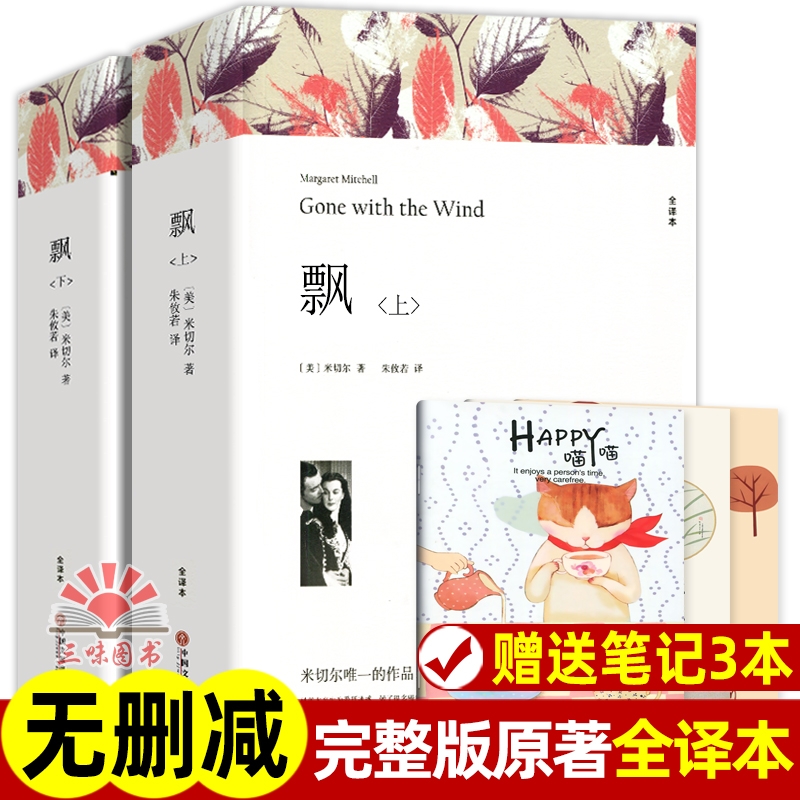 飘
〈下〉
[美] 米切尔 著
朱攸若 译
全译本
飘
〈上〉
[美] 米切尔 著
朱攸若 译
全译本
中国文
Margaret Mitchell
Gone with the Wind
全译本
飘〈上〉
[美] 米切尔 著 朱攸若 译
米切尔唯一的作品
HAPPY
喵喵
It enjoys a person's time,
very carefree.
三味图书
赠送笔记3本
无删减
完整版原著全译本